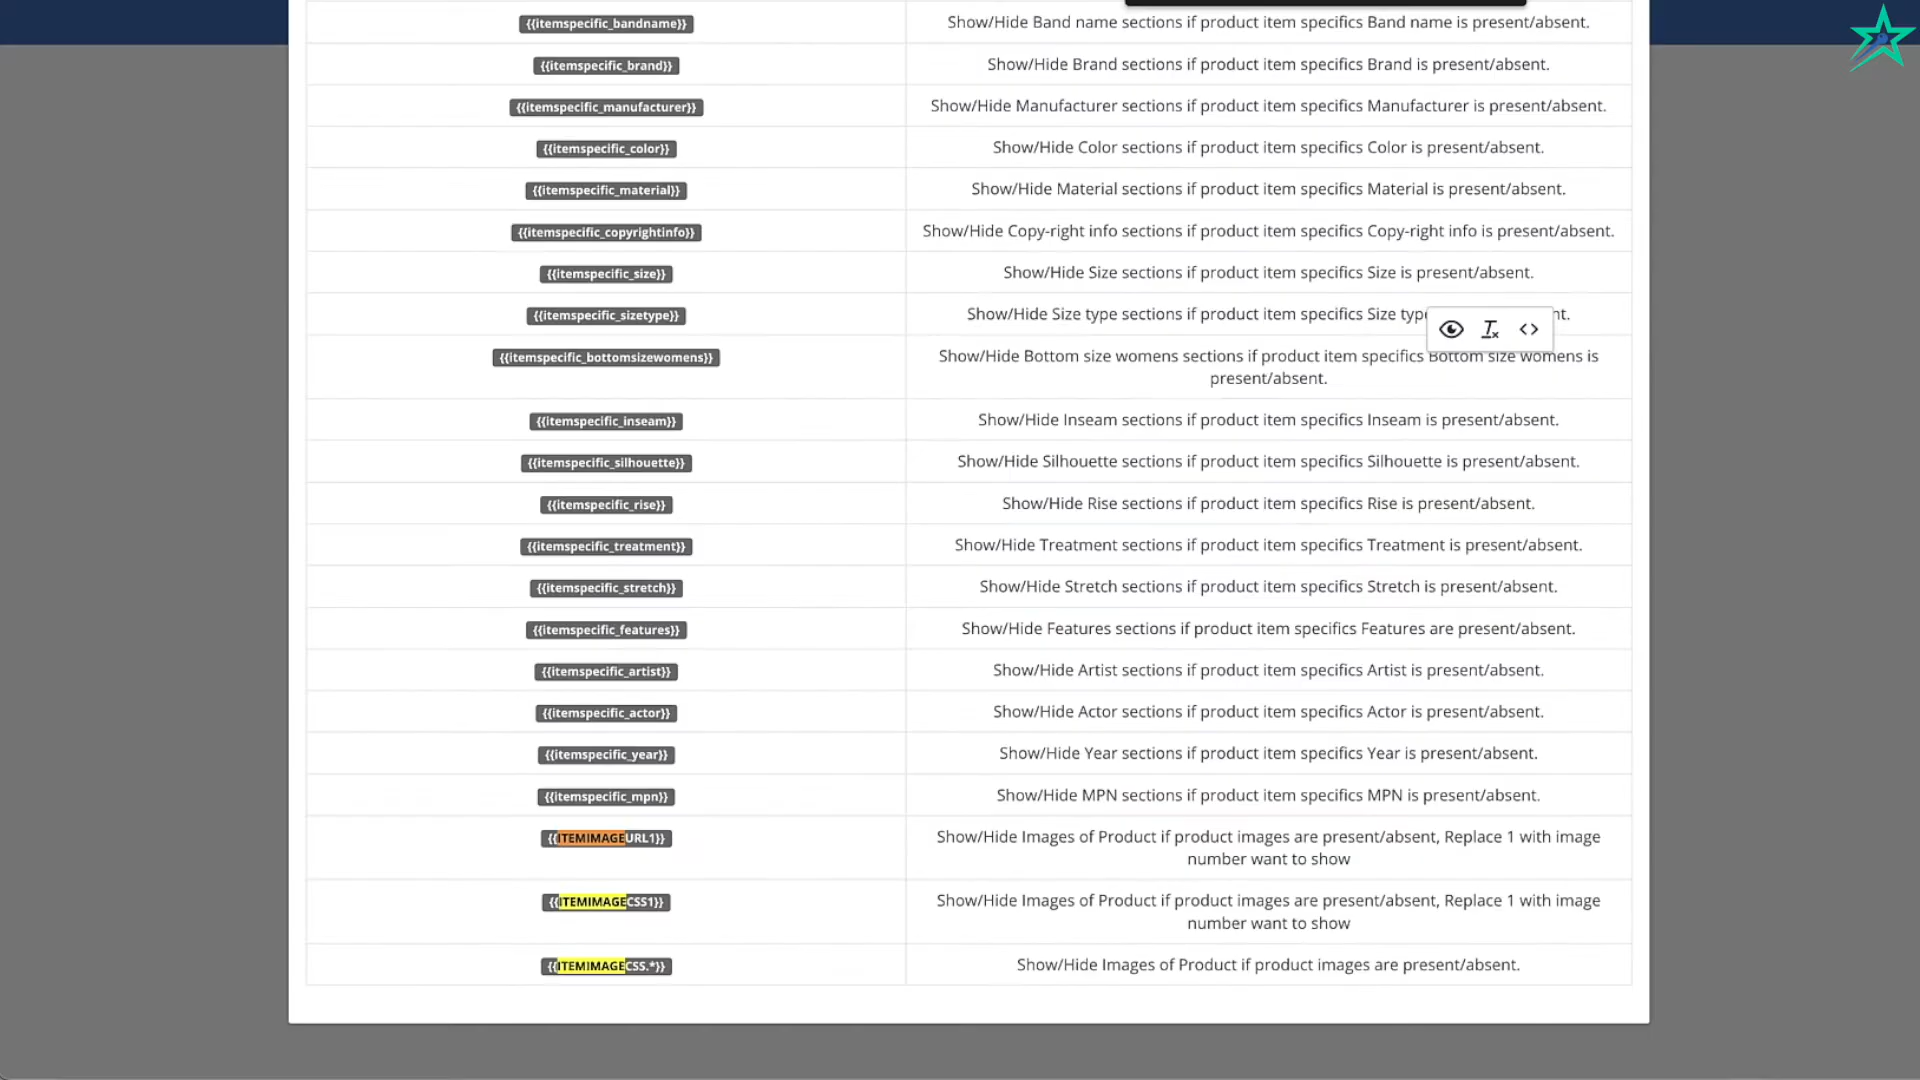 {{itemspecific_bandname}} Show/Hide Band name sections if product item specifics Band name is present/absent.
{{itemspecific_brand}} Show/Hide Brand sections if product item specifics Brand is present/absent.
{{itemspecific_manufacturer}} Show/Hide Manufacturer sections if product item specifics Manufacturer is present/absent.
{{itemspecific_color}} Show/Hide Color sections if product item specifics Color is present/absent.
{{itemspecific_material}} Show/Hide Material sections if product item specifics Material is present/absent.
{{itemspecific_copyrightinfo}} Show/Hide Copy-right info sections if product item specifics Copy-right info is present/absent.
{{itemspecific_size}} Show/Hide Size sections if product item specifics Size is present/absent.
{{itemspecific_sizetype}} Show/Hide Size type sections if product item specifics Size type
{{itemspecific_bottomsizewomens}} Show/Hide Bottom size womens sections if product item specifics Bottom size womens is
present/absent.
{{itemspecific_inseam}} Show/Hide Inseam sections if product item specifics Inseam is present/absent.
{{itemspecific_silhouette}} Show/Hide Silhouette sections if product item specifics Silhouette is present/absent.
{{itemspecific_rise}} Show/Hide Rise sections if product item specifics Rise is present/absent.
{{itemspecific_treatment}} Show/Hide Treatment sections if product item specifics Treatment is present/absent.
{{itemspecific_stretch}} Show/Hide Stretch sections if product item specifics Stretch is present/absent.
{{itemspecific_features}} Show/Hide Features sections if product item specifics Features are present/absent.
{{itemspecific_artist}} Show/Hide Artist sections if product item specifics Artist is present/absent.
{{itemspecific_actor}} Show/Hide Actor sections if product item specifics Actor is present/absent.
{{itemspecific_year}} Show/Hide Year sections if product item specifics Year is present/absent.
{{itemspecific_mpn}} Show/Hide MPN sections if product item specifics MPN is present/absent.
{{ITEMIMAGEURL1}} Show/Hide Images of Product if product images are present/absent, Replace 1 with image
number want to show
{{ITEMIMAGECSS1}} Show/Hide Images of Product if product images are present/absent, Replace 1 with image
number want to show
{{ITEMIMAGECSS.*}} Show/Hide Images of Product if product images are present/absent.